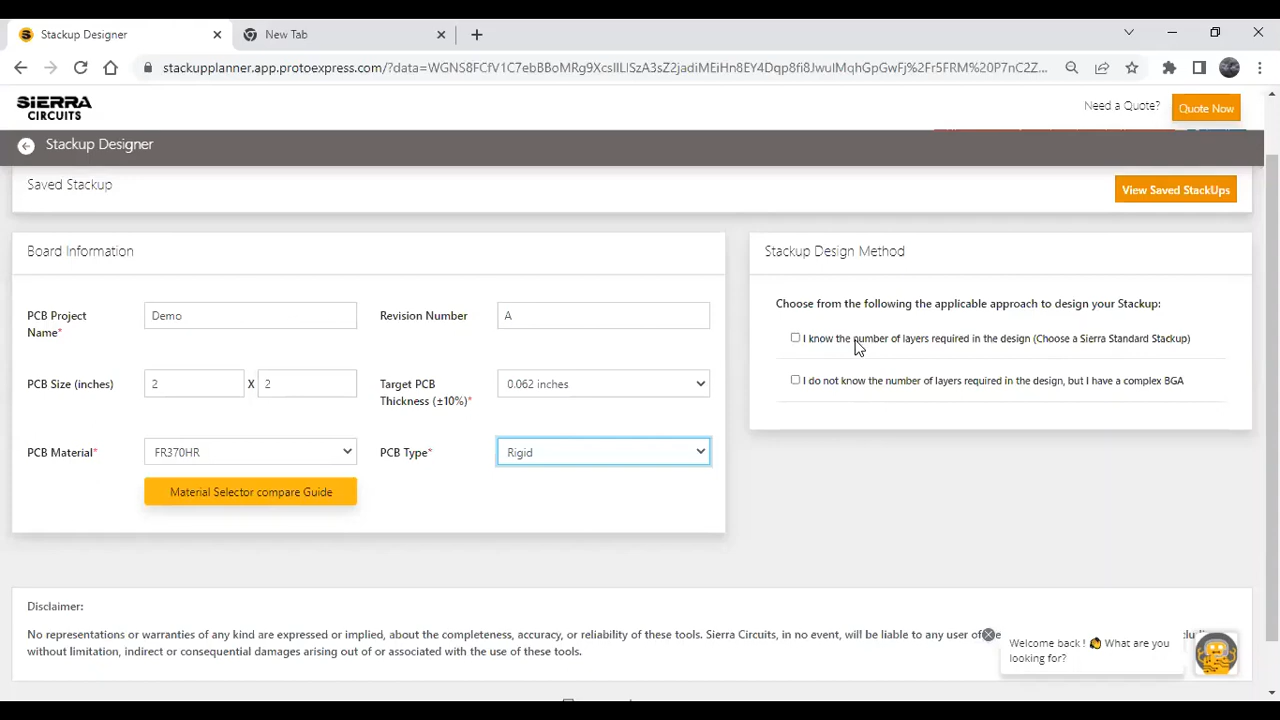 Stackup Designer
New Tab
stackupplanner.app.protoexpress.com/?data=
SIERRA
CIRCUITS
Need a Quote?
Quote Now
Stackup Designer
Saved Stackup
View Saved StackUps
Board Information
PCB Project
Name*
Demo
Revision Number
A
PCB Size (inches)
2
X
2
Target PCB
Thickness (±10%)*
0.062 inches
PCB Material*
FR370HR
PCB Type*
Rigid
Material Selector compare Guide
Stackup Design Method
Choose from the following the applicable approach to design your Stackup:
I know the number of layers required in the design (Choose a Sierra Standard Stackup)
I do not know the number of layers required in the design, but I have a complex BGA
Disclaimer:
No representations or warranties of any kind are expressed or implied, about the completeness, accuracy, or reliability of these tools. Sierra Circuits, in no event, will be liable to any user of
without limitation, indirect or consequential damages arising out of or associated with the use of these tools.
Welcome back ! 👋 What are you
looking for?